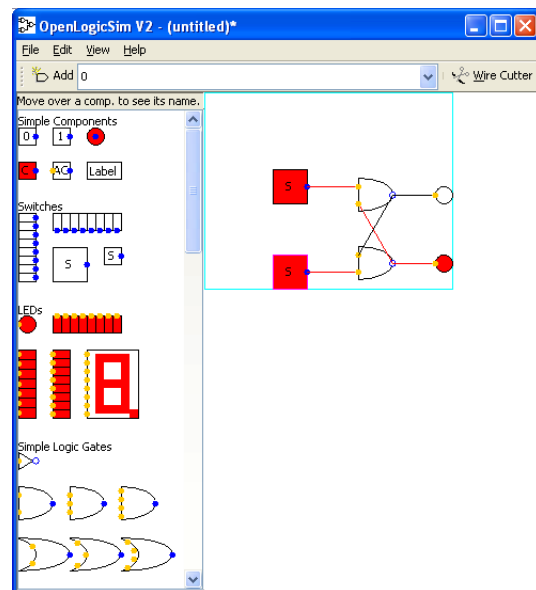 OpenLogicSim V2 - (untitled)*
File Edit View Help
Add 0 Wire Cutter
Move over a comp. to see its name.
Simple Components
0 1
C AC Label
Switches
S S
LEDs
Simple Logic Gates
S
S